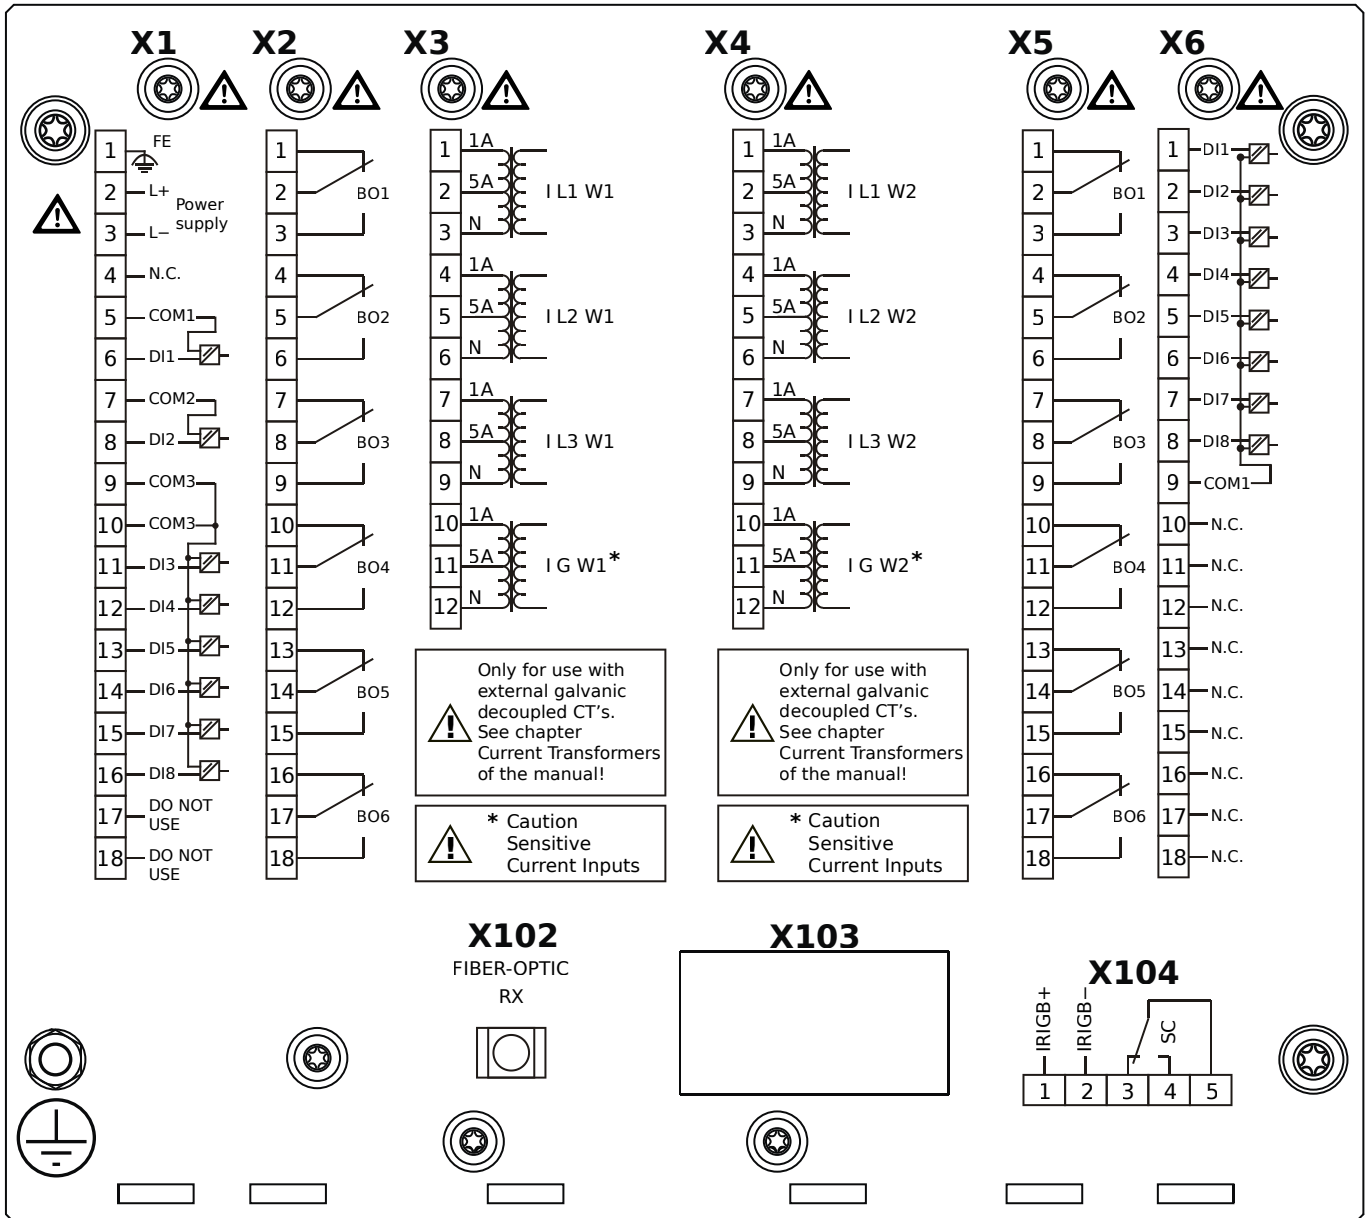 X1
X2
X3
X4
X5
X6
1 FE
2 L+
Power
supply
3 L−
4 N.C.
5 COM1
6 DI1
7 COM2
8 DI2
9 COM3
10 COM3
11 DI3
12 DI4
13 DI5
14 DI6
15 DI7
16 DI8
17 DO NOT
USE
18 DO NOT
USE
1
2 BO1
3
4
5 BO2
6
7
8 BO3
9
10
11 BO4
12
13
14 BO5
15
16
17 BO6
18
1 1A
2 5A I L1 W1
3 N
4 1A
5 5A I L2 W1
6 N
7 1A
8 5A I L3 W1
9 N
10 1A
11 5A I G W1*
12 N
Only for use with
external galvanic
decoupled CT's.
See chapter
Current Transformers
of the manual!
* Caution
Sensitive
Current Inputs
1 1A
2 5A I L1 W2
3 N
4 1A
5 5A I L2 W2
6 N
7 1A
8 5A I L3 W2
9 N
10 1A
11 5A I G W2*
12 N
Only for use with
external galvanic
decoupled CT's.
See chapter
Current Transformers
of the manual!
* Caution
Sensitive
Current Inputs
1
2 BO1
3
4
5 BO2
6
7
8 BO3
9
10
11 BO4
12
13
14 BO5
15
16
17 BO6
18
1 DI1
2 DI2
3 DI3
4 DI4
5 DI5
6 DI6
7 DI7
8 DI8
9 COM1
10 N.C.
11 N.C.
12 N.C.
13 N.C.
14 N.C.
15 N.C.
16 N.C.
17 N.C.
18 N.C.
X102
FIBER-OPTIC
RX
X103
X104
IRIGB+
IRIGB−
SC
1 2 3 4 5